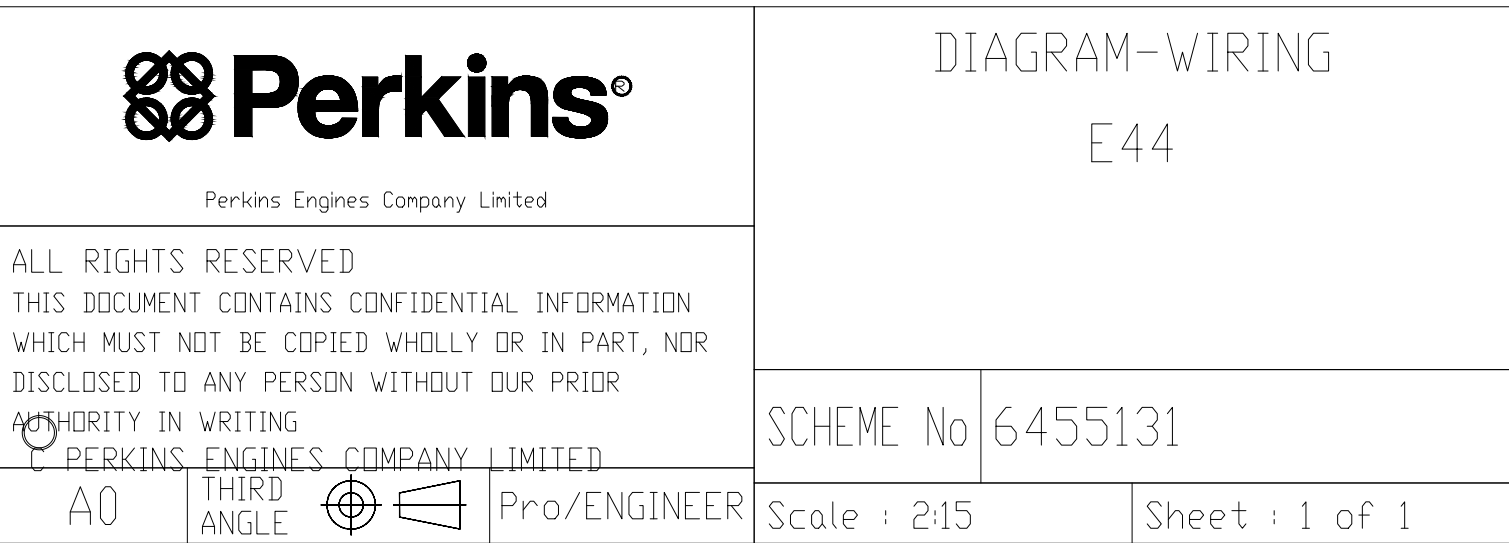 Perkins®
Perkins Engines Company Limited
ALL RIGHTS RESERVED
THIS DOCUMENT CONTAINS CONFIDENTIAL INFORMATION
WHICH MUST NOT BE COPIED WHOLLY OR IN PART, NOR
DISCLOSED TO ANY PERSON WITHOUT OUR PRIOR
AUTHORITY IN WRITING
C PERKINS ENGINES COMPANY LIMITED
A0
THIRD
ANGLE
Pro/ENGINEER
DIAGRAM-WIRING
E44
SCHEME No
6455131
Scale : 2:15
Sheet : 1 of 1